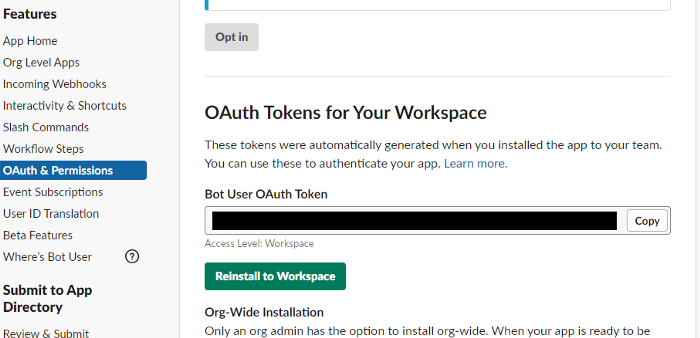 Features
App Home
Org Level Apps
Incoming Webhooks
Interactivity & Shortcuts
Slash Commands
Workflow Steps
OAuth & Permissions
Event Subscriptions
User ID Translation
Beta Features
Where's Bot User ?
Submit to App
Directory
Review & Submit
Opt in
OAuth Tokens for Your Workspace
These tokens were automatically generated when you installed the app to your team.
You can use these to authenticate your app. Learn more.
Bot User OAuth Token
Copy
Access Level: Workspace
Reinstall to Workspace
Org-Wide Installation
Only an org admin has the option to install org-wide. When your app is ready to be